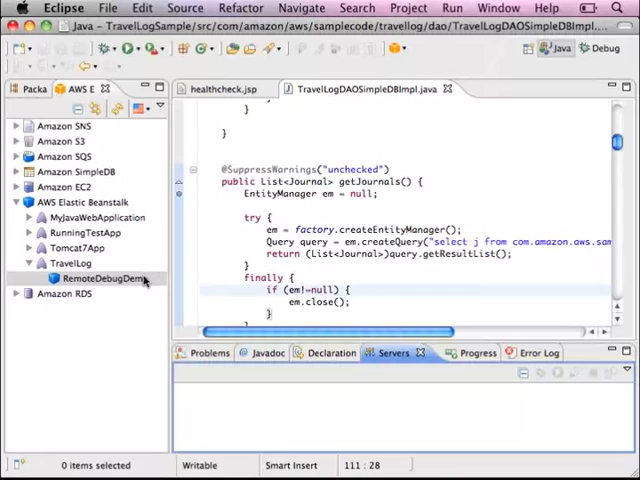 Eclipse File Edit Source Refactor Navigate Search Project Run Window Help
Java – TravelLogSample/src/com/amazon/aws/samplecode/travellog/dao/TravelLogDAOSimpleDBImpl....
Java Debug
Packa AWS E
healthcheck.jsp TravelLogDAOSimpleDBImpl.java
Amazon SNS
Amazon S3
Amazon SQS
Amazon SimpleDB
Amazon EC2
AWS Elastic Beanstalk
MyJavaWebApplication
RunningTestApp
Tomcat7App
TravelLog
RemoteDebugDem
Amazon RDS
}
}
@SuppressWarnings("unchecked")
public List<Journal> getJournals() {
EntityManager em = null;
try {
em = factory.createEntityManager();
Query query = em.createQuery("select j from com.amazon.aws.sam
return (List<Journal>)query.getResultList();
}
finally {
if (em!=null) {
em.close();
}
Problems Javadoc Declaration Servers Progress Error Log
0 items selected Writable Smart Insert 111 : 28